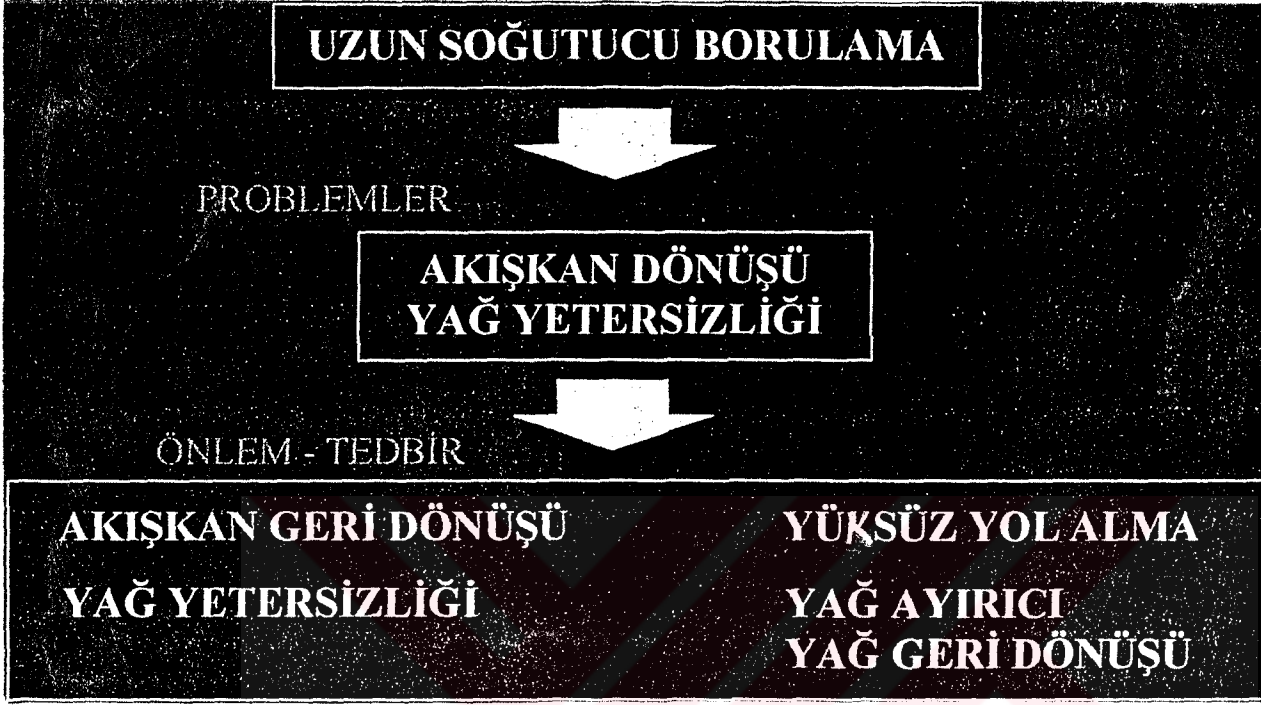 UZUN SOĞUTUCU BORULAMA
PROBLEMLER
AKIŞKAN DÖNÜŞÜ
YAĞ YETERSİZLİĞİ
ÖNLEM - TEDBİR
AKIŞKAN GERİ DÖNÜŞÜ YÜKSÜZ YOL ALMA
YAĞ YETERSİZLİĞİ YAĞ AYIRICI
YAĞ GERİ DÖNÜŞÜ